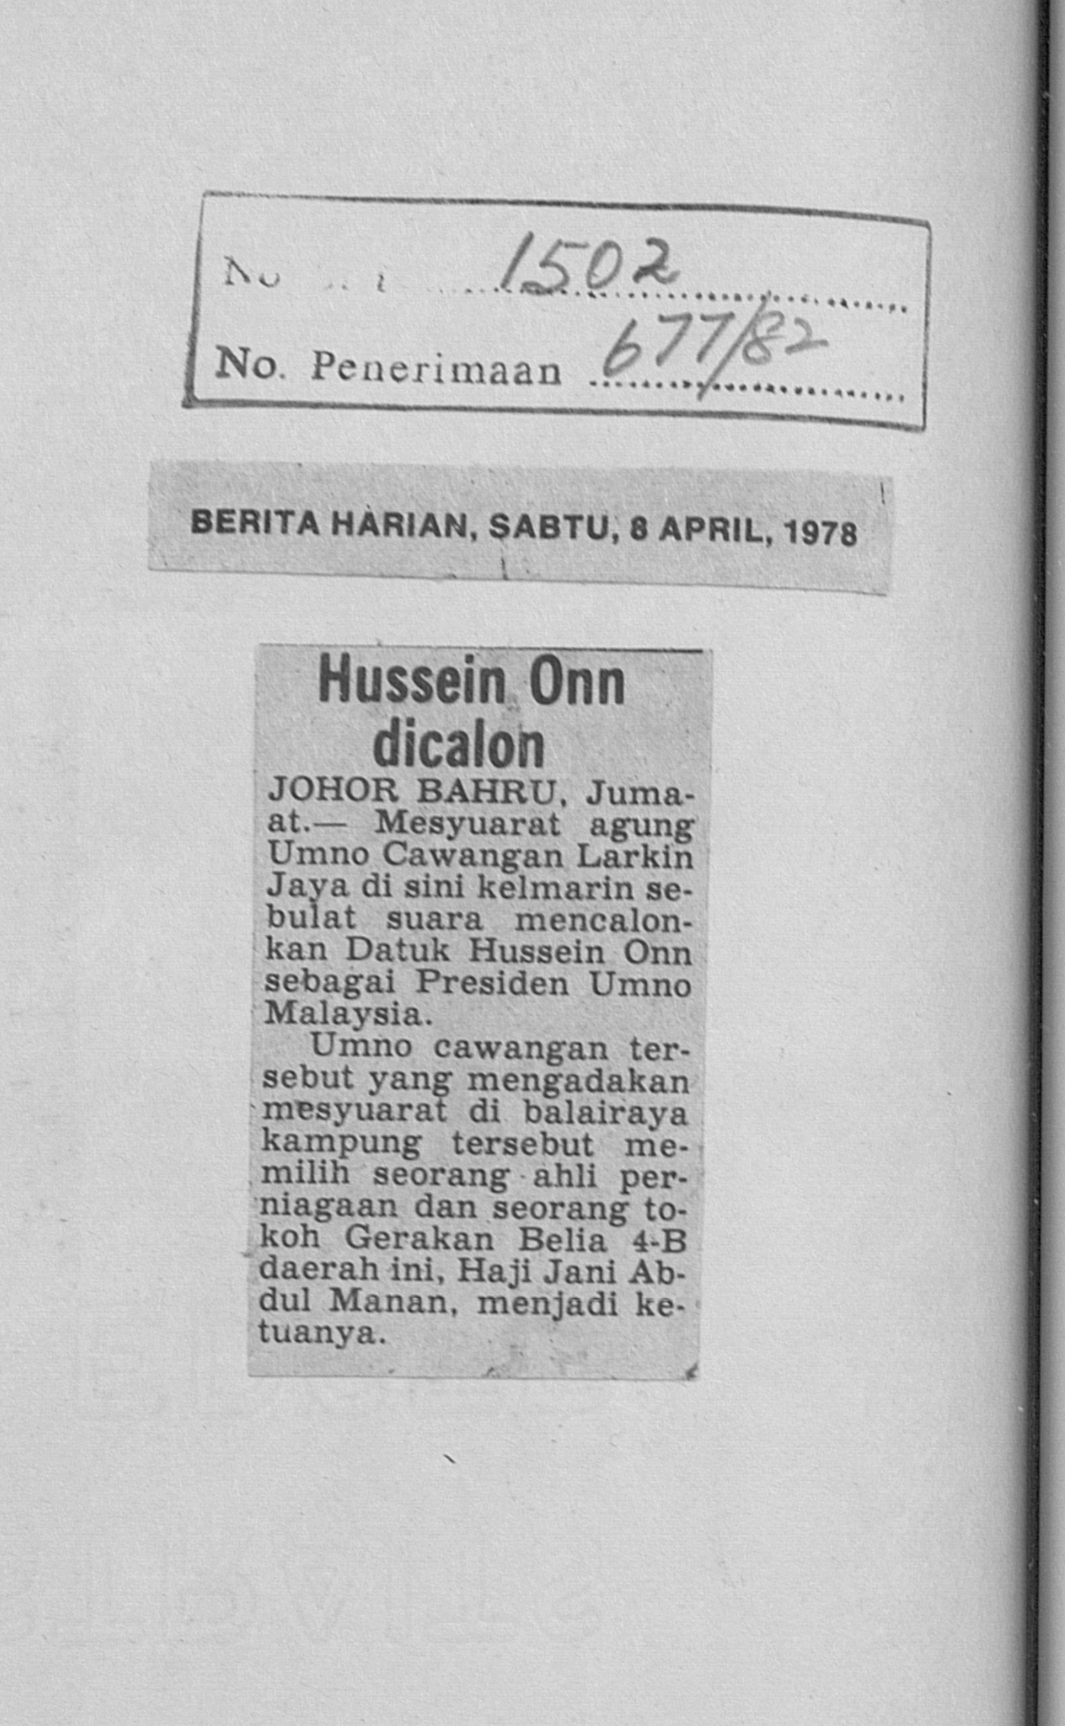 No 1502
No. Penerimaan 677/82
BERITA HARIAN, SABTU, 8 APRIL, 1978
Hussein Onn
dicalon
JOHOR BAHRU, Juma-
at.— Mesyuarat agung
Umno Cawangan Larkin
Jaya di sini kelmarin se-
bulat suara mencalon-
kan Datuk Hussein Onn
sebagai Presiden Umno
Malaysia.
Umno cawangan ter-
sebut yang mengadakan
mesyuarat di balairaya
kampung tersebut me-
milih seorang ahli per-
niagaan dan seorang to-
koh Gerakan Belia 4-B
daerah ini, Haji Jani Ab-
dul Manan, menjadi ke-
tuanya.